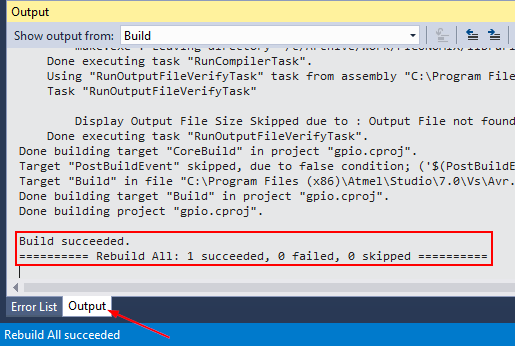 Output
Show output from: Build
make.exe : Leaving directory
Done executing task "RunCompilerTask".
Using "RunOutputFileVerifyTask" task from assembly "C:\Program File
Task "RunOutputFileVerifyTask"
Display Output File Size Skipped due to : Output File not found
Done executing task "RunOutputFileVerifyTask".
Done building target "CoreBuild" in project "gpio.cproj".
Target "PostBuildEvent" skipped, due to false condition; ('$(PostBuildE
Target "Build" in file "C:\Program Files (x86)\Atmel\Studio\7.0\Vs\Avr.
Done building target "Build" in project "gpio.cproj".
Done building project "gpio.cproj".
Build succeeded.
========== Rebuild All: 1 succeeded, 0 failed, 0 skipped ==========
Error List Output
Rebuild All succeeded